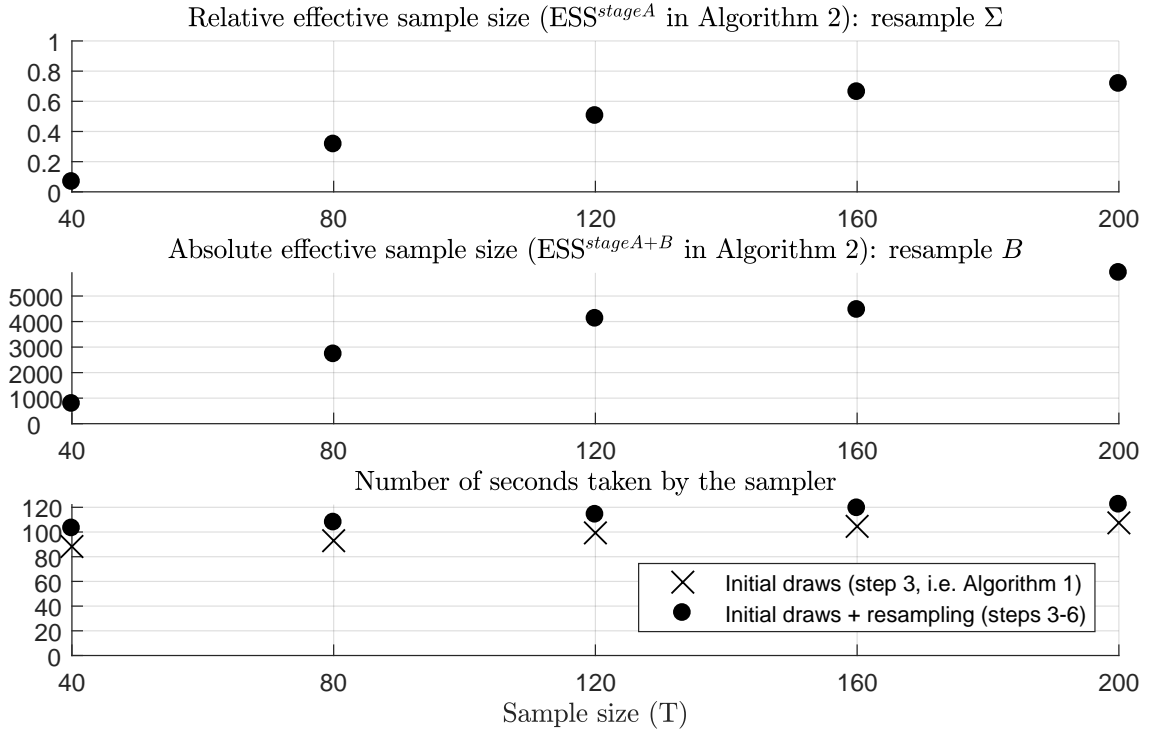 Relative effective sample size (ESS^{stageA} in Algorithm 2): resample Σ
1
0.8
0.6
0.4
0.2
0
40 80 120 160 200
Absolute effective sample size (ESS^{stageA+B} in Algorithm 2): resample B
5000
4000
3000
2000
1000
0
40 80 120 160 200
Number of seconds taken by the sampler
120
100
80
60
40
20
0
Initial draws (step 3, i.e. Algorithm 1)
Initial draws + resampling (steps 3-6)
40 80 120 160 200
Sample size (T)